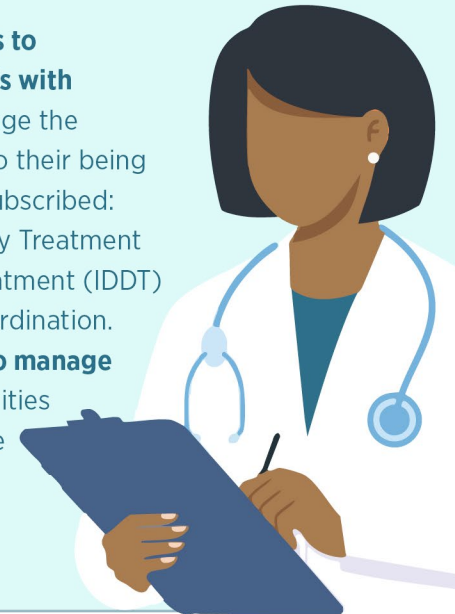 s to
s with
ge the
o their being
ubscribed:
y Treatment
atment (IDDT)
rdination.
o manage
ities
e